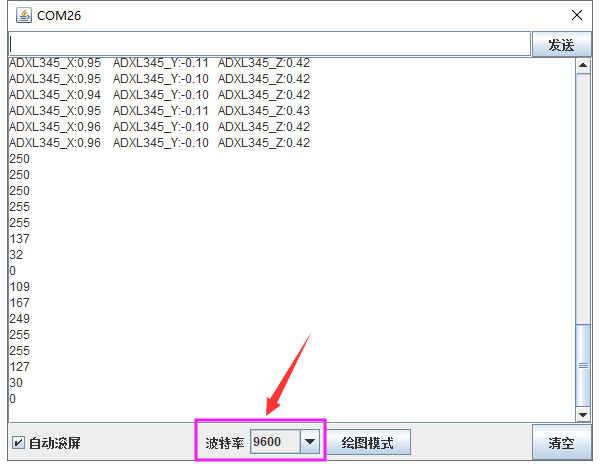 COM26
发送
ADXL345_X:0.95 ADXL345_Y:-0.11 ADXL345_Z:0.42
ADXL345_X:0.95 ADXL345_Y:-0.10 ADXL345_Z:0.42
ADXL345_X:0.94 ADXL345_Y:-0.10 ADXL345_Z:0.42
ADXL345_X:0.95 ADXL345_Y:-0.11 ADXL345_Z:0.43
ADXL345_X:0.96 ADXL345_Y:-0.10 ADXL345_Z:0.42
ADXL345_X:0.96 ADXL345_Y:-0.10 ADXL345_Z:0.42
250
250
250
255
255
137
32
0
109
167
249
255
255
127
30
0
自动滚屏 波特率 9600 绘图模式 清空